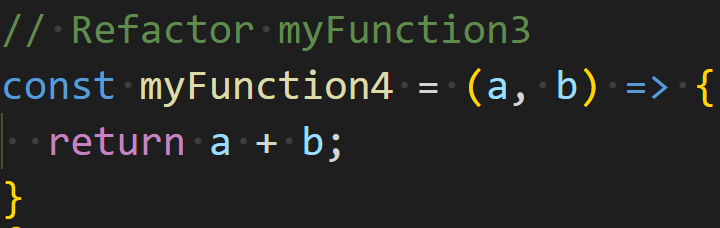 // Refactor myFunction3
const myFunction4 = (a, b) => {
  return a + b;
}